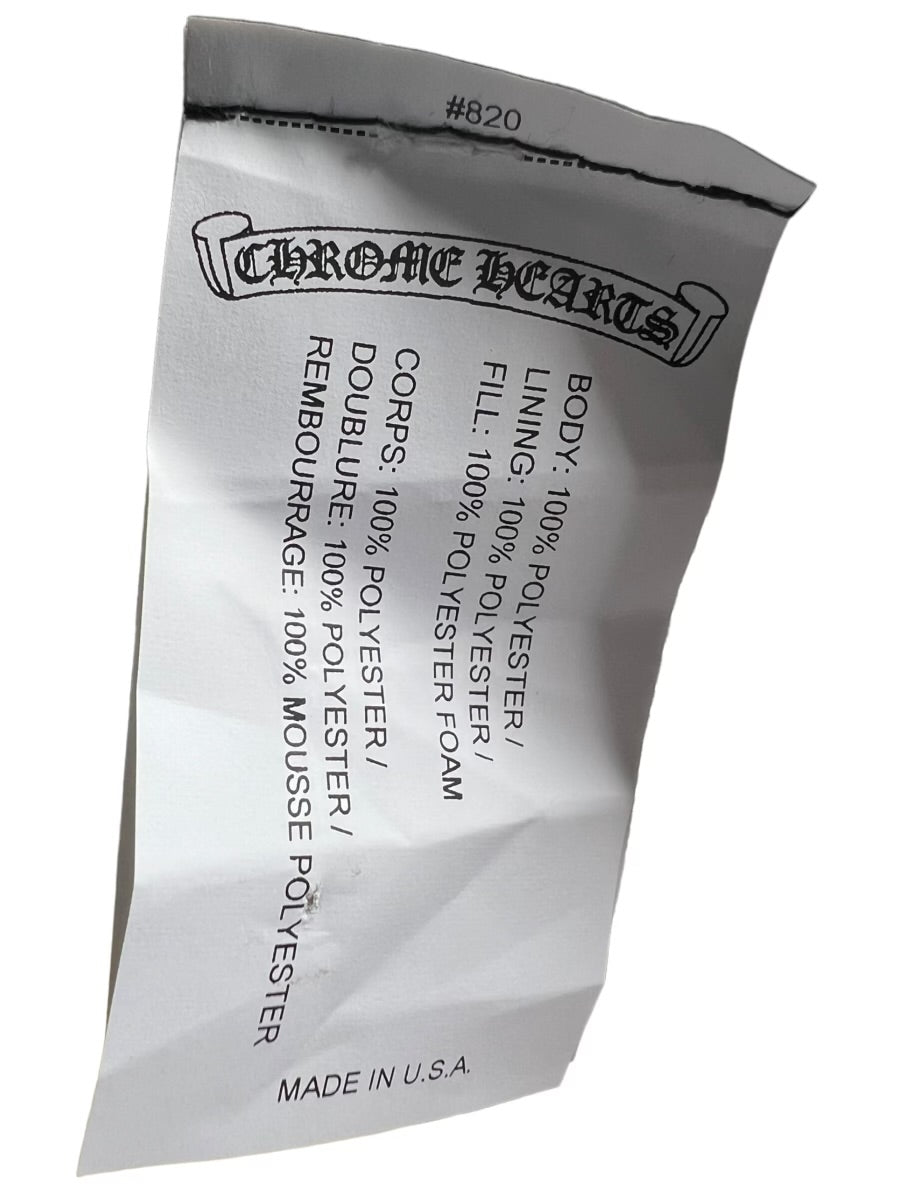 #820
CHROME HEARTS
BODY: 100% POLYESTER /
LINING: 100% POLYESTER /
FILL: 100% POLYESTER FOAM
CORPS: 100% POLYESTER /
DOUBLURE: 100% POLYESTER /
REMBOURRAGE: 100% MOUSSE POLYESTER
MADE IN U.S.A.